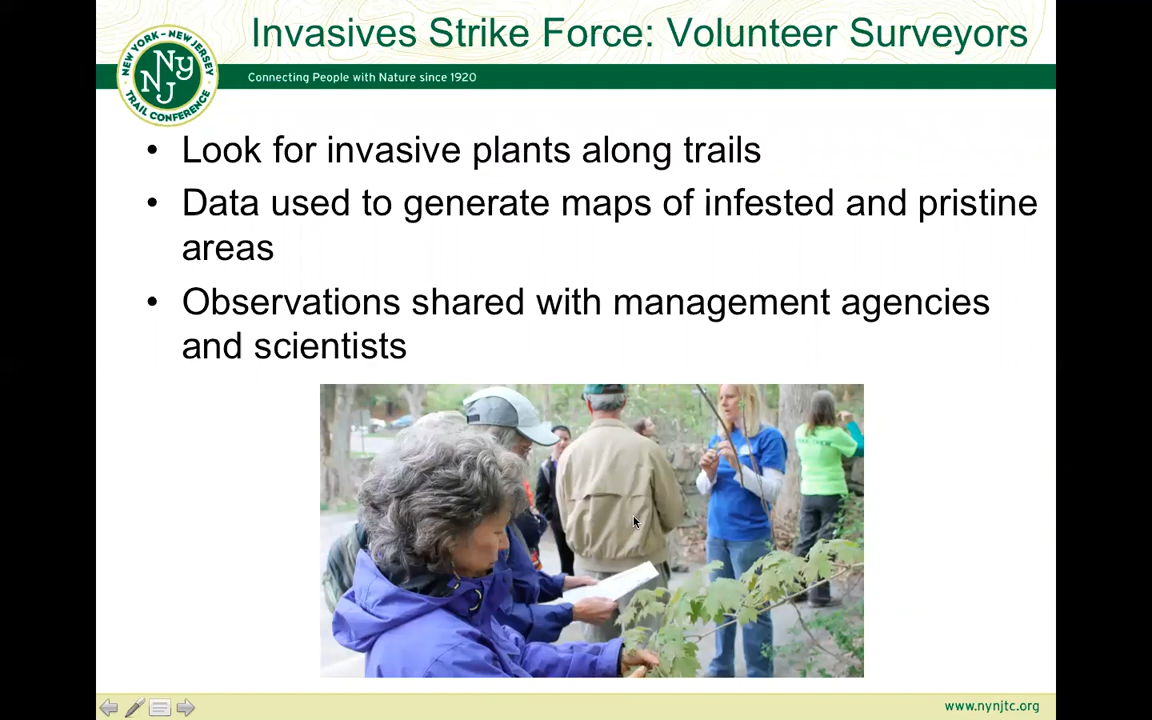 Invasives Strike Force: Volunteer Surveyors
NEW YORK - NEW JERSEY
NY
NJ
TRAIL CONFERENCE
Connecting People with Nature since 1920
• Look for invasive plants along trails
• Data used to generate maps of infested and pristine
areas
• Observations shared with management agencies
and scientists
www.nynjtc.org